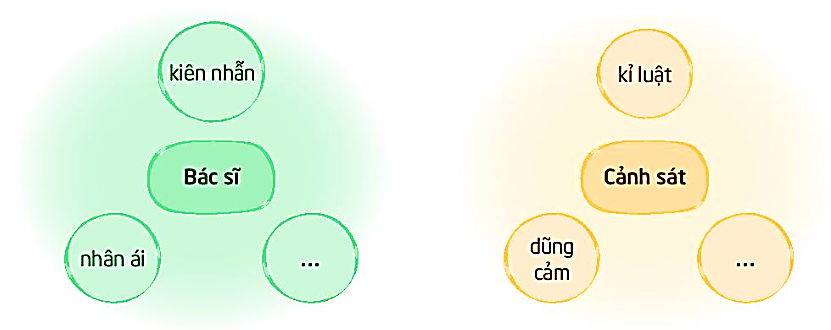 kiên nhẫn
Bác sĩ
nhân ái
...
kỉ luật
Cảnh sát
dũng
cảm
...